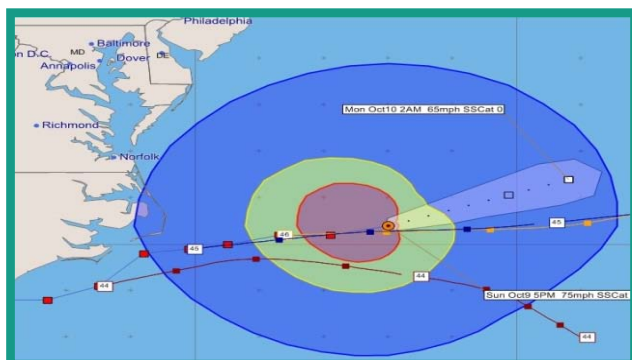 Philadelphia
Baltimore
MD
DE
n D.C.
Dover
Annapolis
Mon Oct10 2AM 65mph SSCat 0
Richmond
Norfolk
45
46
45
44
44
Sun Oct9 5PM 75mph SSCat
44